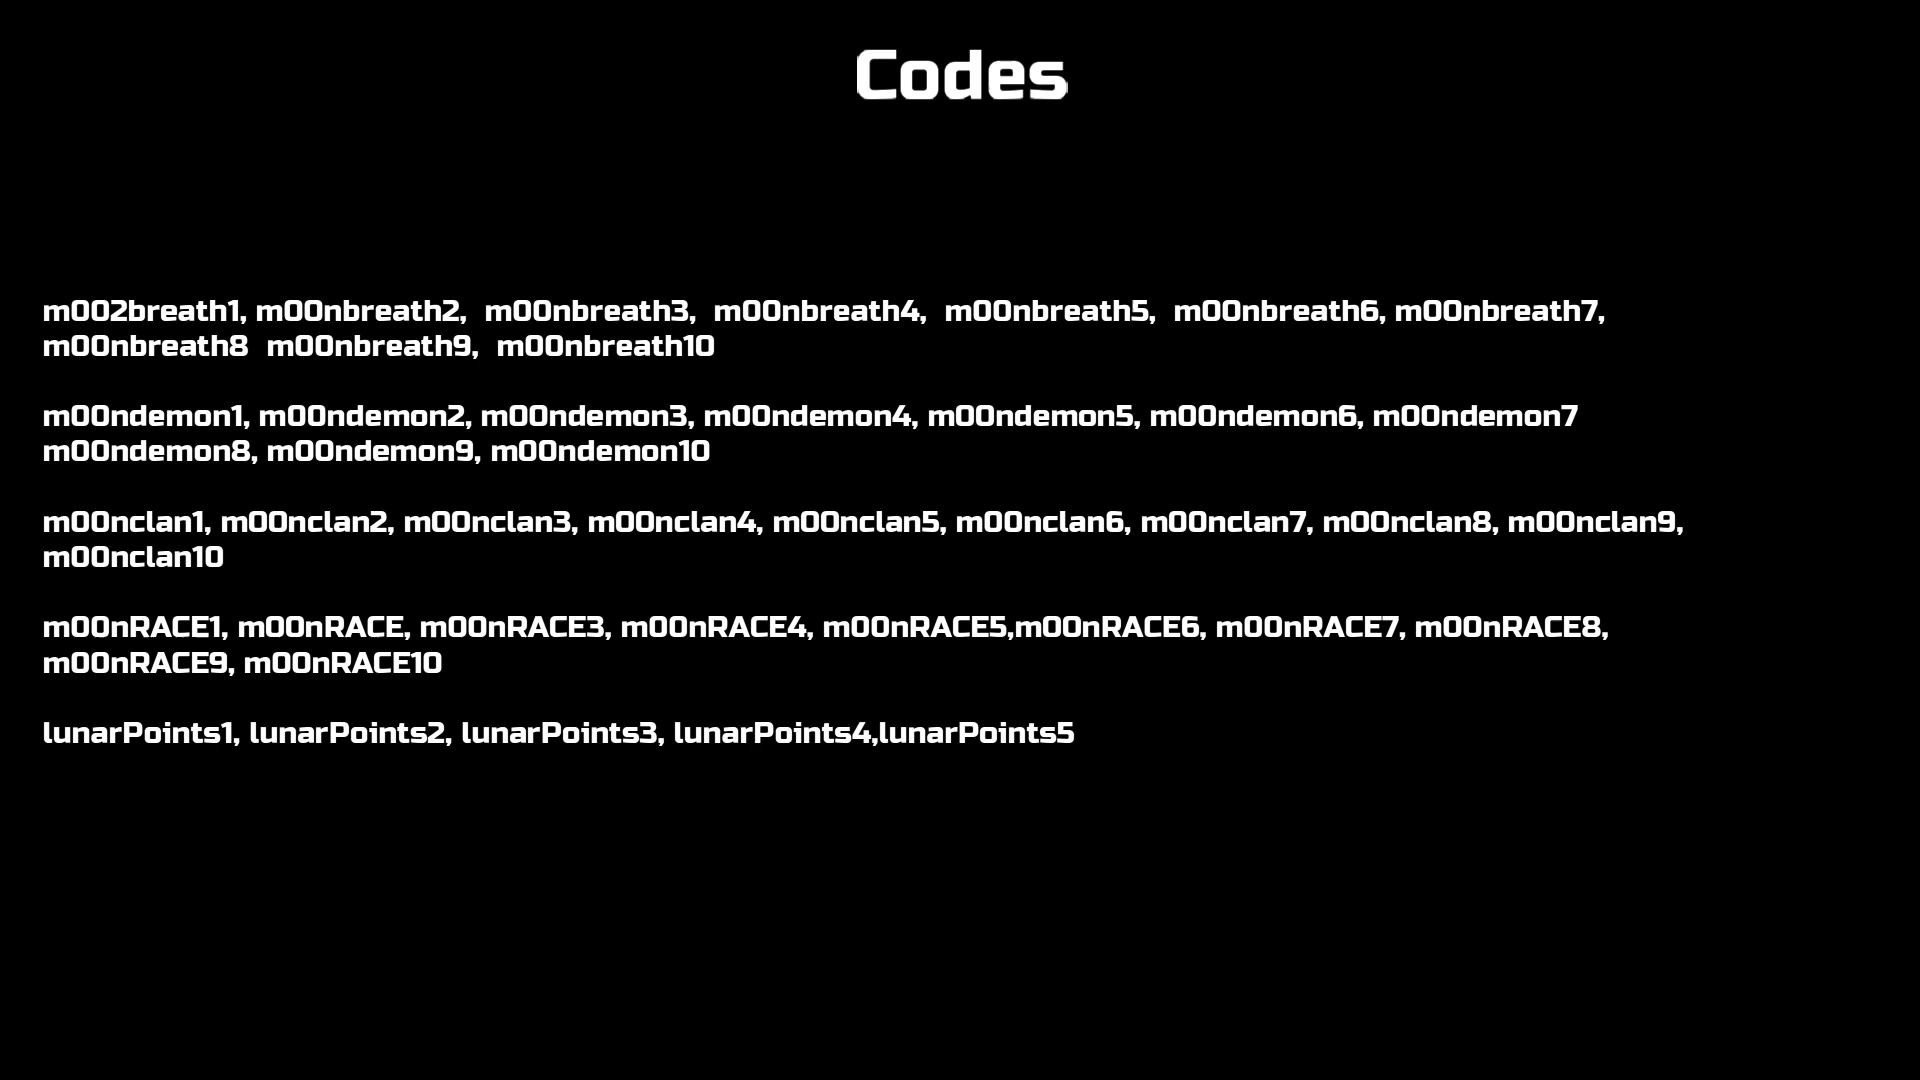 Codes
m002breath1, m00nbreath2,  m00nbreath3,  m00nbreath4,  m00nbreath5,  m00nbreath6, m00nbreath7,
m00nbreath8  m00nbreath9,  m00nbreath10
m00ndemon1, m00ndemon2, m00ndemon3, m00ndemon4, m00ndemon5, m00ndemon6, m00ndemon7
m00ndemon8, m00ndemon9, m00ndemon10
m00nclan1, m00nclan2, m00nclan3, m00nclan4, m00nclan5, m00nclan6, m00nclan7, m00nclan8, m00nclan9,
m00nclan10
m00nRACE1, m00nRACE, m00nRACE3, m00nRACE4, m00nRACE5,m00nRACE6, m00nRACE7, m00nRACE8,
m00nRACE9, m00nRACE10
lunarPoints1, lunarPoints2, lunarPoints3, lunarPoints4,lunarPoints5